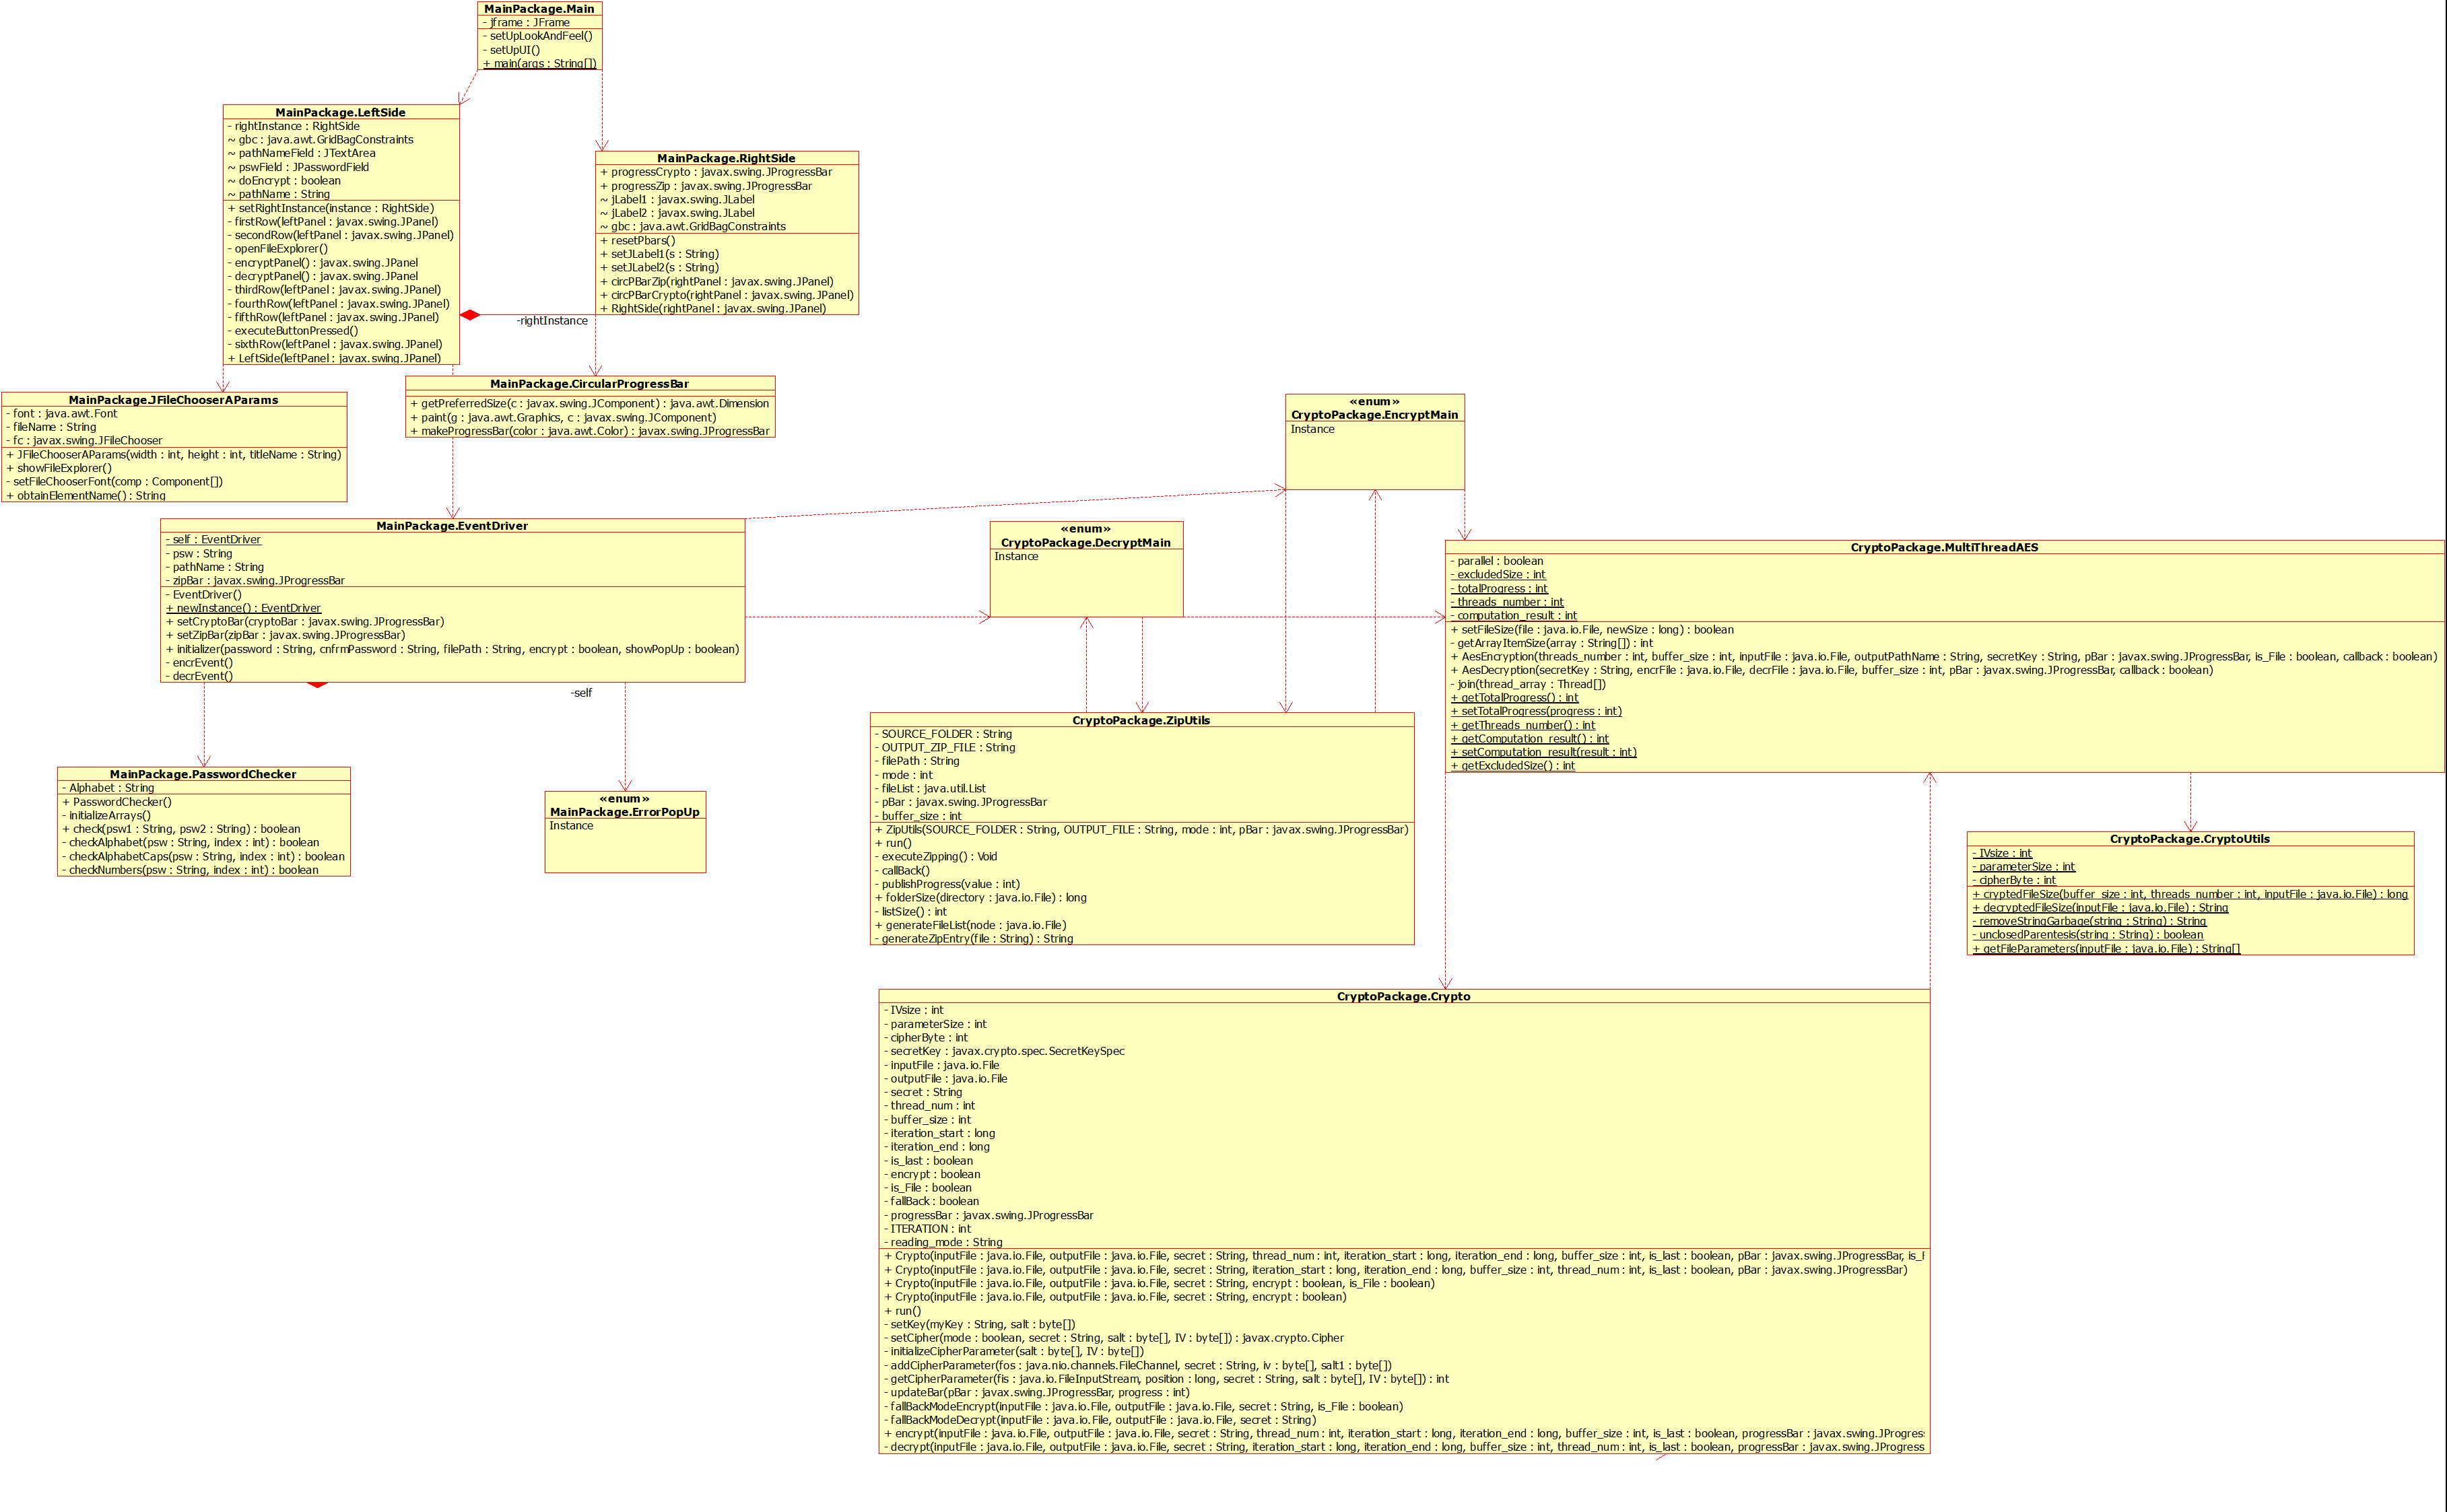 MainPackage.Main
- jframe : JFrame
- setUpLookAndFeel()
- setUpUI()
+ main(args : String[])
MainPackage.LeftSide
- rightInstance : RightSide
~ gbc : java.awt.GridBagConstraints
~ pathNameField : JTextArea
~ pswField : JPasswordField
~ doEncrypt : boolean
~ pathName : String
+ setRightInstance(instance : RightSide)
- firstRow(leftPanel : javax.swing.JPanel)
- secondRow(leftPanel : javax.swing.JPanel)
- openFileExplorer()
- encryptPanel() : javax.swing.JPanel
- decryptPanel() : javax.swing.JPanel
- thirdRow(leftPanel : javax.swing.JPanel)
- fourthRow(leftPanel : javax.swing.JPanel)
- fifthRow(leftPanel : javax.swing.JPanel)
- executeButtonPressed()
- sixthRow(leftPanel : javax.swing.JPanel)
+ LeftSide(leftPanel : javax.swing.JPanel)
MainPackage.RightSide
+ progressCrypto : javax.swing.JProgressBar
+ progressZip : javax.swing.JProgressBar
~ jLabel1 : javax.swing.JLabel
~ jLabel2 : javax.swing.JLabel
~ gbc : java.awt.GridBagConstraints
+ resetPbars()
+ setJLabel1(s : String)
+ setJLabel2(s : String)
+ circPBarZip(rightPanel : javax.swing.JPanel)
+ circPBarCrypto(rightPanel : javax.swing.JPanel)
+ RightSide(rightPanel : javax.swing.JPanel)
-rightInstance
MainPackage.CircularProgressBar
+ getPreferredSize(c : javax.swing.JComponent) : java.awt.Dimension
+ paint(g : java.awt.Graphics, c : javax.swing.JComponent)
+ makeProgressBar(color : java.awt.Color) : javax.swing.JProgressBar
MainPackage.JFileChooserAParams
- font : java.awt.Font
- fileName : String
- fc : javax.swing.JFileChooser
+ JFileChooserAParams(width : int, height : int, titleName : String)
+ showFileExplorer()
- setFileChooserFont(comp : Component[])
+ obtainElementName() : String
«enum»
CryptoPackage.EncryptMain
Instance
MainPackage.EventDriver
- self : EventDriver
- psw : String
- pathName : String
- zipBar : javax.swing.JProgressBar
- EventDriver()
+ newInstance() : EventDriver
+ setCryptoBar(cryptoBar : javax.swing.JProgressBar)
+ setZipBar(zipBar : javax.swing.JProgressBar)
+ initializer(password : String, cnfrmPassword : String, filePath : String, encrypt : boolean, showPopUp : boolean)
- encrEvent()
- decrEvent()
-self
«enum»
CryptoPackage.DecryptMain
Instance
CryptoPackage.MultiThreadAES
- parallel : boolean
- excludedSize : int
- totalProgress : int
- threads_number : int
- computation_result : int
+ setFileSize(file : java.io.File, newSize : long) : boolean
- getArrayItemSize(array : String[]) : int
+ AesEncryption(threads_number : int, buffer_size : int, inputFile : java.io.File, outputPathName : String, secretKey : String, pBar : javax.swing.JProgressBar, is_File : boolean, callback : boolean)
+ AesDecryption(secretKey : String, encrFile : java.io.File, decrFile : java.io.File, buffer_size : int, pBar : javax.swing.JProgressBar, callback : boolean)
- join(thread_array : Thread[])
+ getTotalProgress() : int
+ setTotalProgress(progress : int)
+ getThreads_number() : int
+ getComputation_result() : int
+ setComputation_result(result : int)
+ getExcludedSize() : int
MainPackage.PasswordChecker
- Alphabet : String
+ PasswordChecker()
- initializeArrays()
+ check(psw1 : String, psw2 : String) : boolean
- checkAlphabet(psw : String, index : int) : boolean
- checkAlphabetCaps(psw : String, index : int) : boolean
- checkNumbers(psw : String, index : int) : boolean
«enum»
MainPackage.ErrorPopUp
Instance
CryptoPackage.ZipUtils
- SOURCE_FOLDER : String
- OUTPUT_ZIP_FILE : String
- filePath : String
- mode : int
- fileList : java.util.List
- pBar : javax.swing.JProgressBar
- buffer_size : int
+ ZipUtils(SOURCE_FOLDER : String, OUTPUT_FILE : String, mode : int, pBar : javax.swing.JProgressBar)
+ run()
- executeZipping() : Void
- callBack()
- publishProgress(value : int)
+ folderSize(directory : java.io.File) : long
- listSize() : int
+ generateFileList(node : java.io.File)
- generateZipEntry(file : String) : String
CryptoPackage.CryptoUtils
- IVsize : int
- parameterSize : int
- cipherByte : int
+ cryptedFileSize(buffer_size : int, threads_number : int, inputFile : java.io.File) : long
+ decryptedFileSize(inputFile : java.io.File) : String
- removeStringGarbage(string : String) : String
- unclosedParentesis(string : String) : boolean
+ getFileParameters(inputFile : java.io.File) : String[]
CryptoPackage.Crypto
- IVsize : int
- parameterSize : int
- cipherByte : int
- secretKey : javax.crypto.spec.SecretKeySpec
- inputFile : java.io.File
- outputFile : java.io.File
- secret : String
- thread_num : int
- buffer_size : int
- iteration_start : long
- iteration_end : long
- is_last : boolean
- encrypt : boolean
- is_File : boolean
- fallBack : boolean
- progressBar : javax.swing.JProgressBar
- ITERATION : int
- reading_mode : String
+ Crypto(inputFile : java.io.File, outputFile : java.io.File, secret : String, thread_num : int, iteration_start : long, iteration_end : long, buffer_size : int, is_last : boolean, pBar : javax.swing.JProgressBar,
+ Crypto(inputFile : java.io.File, outputFile : java.io.File, secret : String, iteration_start : long, iteration_end : long, buffer_size : int, thread_num : int, is_last : boolean, pBar : javax.swing.JProgressBar)
+ Crypto(inputFile : java.io.File, outputFile : java.io.File, secret : String, encrypt : boolean, is_File : boolean)
+ Crypto(inputFile : java.io.File, outputFile : java.io.File, secret : String, encrypt : boolean)
+ run()
- setKey(myKey : String, salt : byte[])
- setCipher(mode : boolean, secret : String, salt : byte[], IV : byte[]) : javax.crypto.Cipher
- initializeCipherParameter(salt : byte[], IV : byte[])
- addCipherParameter(fos : java.nio.channels.FileChannel, secret : String, iv : byte[], salt1 : byte[])
- getCipherParameter(fis : java.io.FileInputStream, position : long, secret : String, salt : byte[], IV : byte[]) : int
- updateBar(pBar : javax.swing.JProgressBar, progress : int)
- fallBackModeEncrypt(inputFile : java.io.File, outputFile : java.io.File, secret : String, is_File : boolean)
- fallBackModeDecrypt(inputFile : java.io.File, outputFile : java.io.File, secret : String)
+ encrypt(inputFile : java.io.File, outputFile : java.io.File, secret : String, thread_num : int, iteration_start : long, iteration_end : long, buffer_size : int, is_last : boolean, progressBar : javax.swing.JProgres
- decrypt(inputFile : java.io.File, outputFile : java.io.File, secret : String, iteration_start : long, iteration_end : long, buffer_size : int, thread_num : int, is_last : boolean, progressBar : javax.swing.JProgress